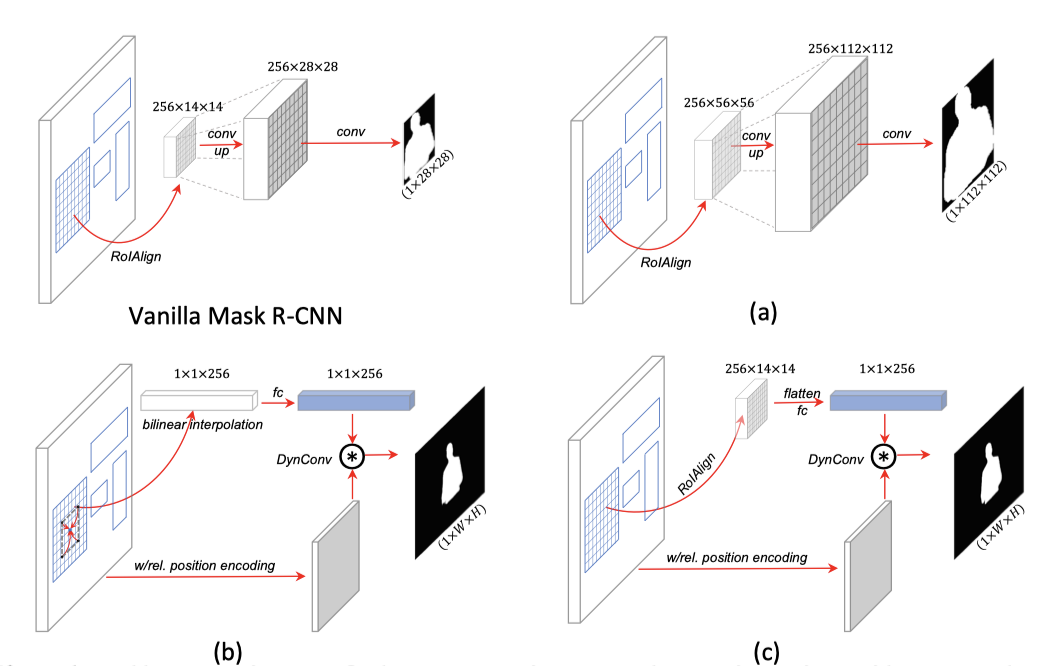 256×28×28
256×14×14
conv
up
conv
(1×28×28)
RoIAlign
Vanilla Mask R-CNN
256×112×112
256×56×56
conv
up
conv
(1×112×112)
RoIAlign
(a)
1×1×256
fc
1×1×256
bilinear interpolation
DynConv
*
(1×W×H)
w/rel. position encoding
(b)
256×14×14
flatten
fc
1×1×256
RoIAlign
DynConv
*
(1×W×H)
w/rel. position encoding
(c)